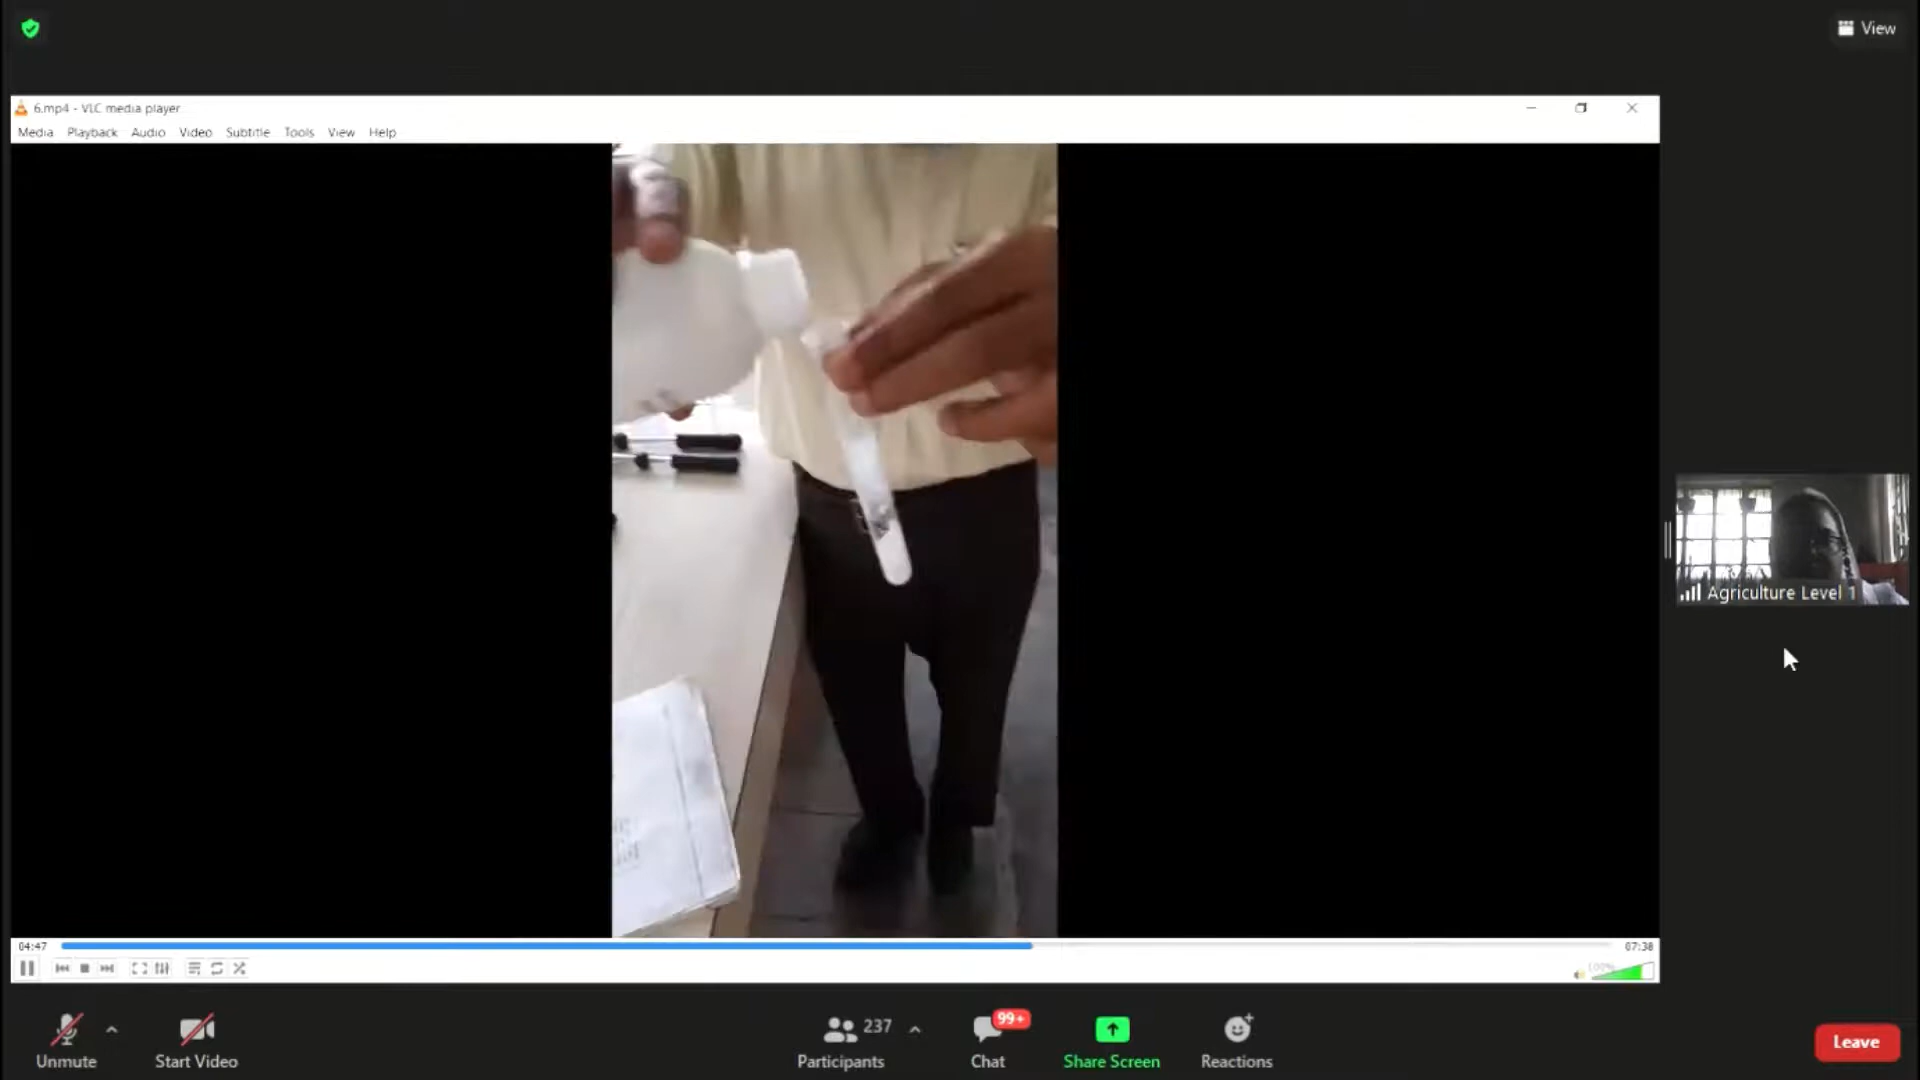 View
6.mp4 - VLC media player
Media Playback Audio Video Subtitle Tools View Help
Agriculture Level 1
04:47
07:38
100%
Unmute
Start Video
237
Participants
99+
Chat
Share Screen
Reactions
Leave